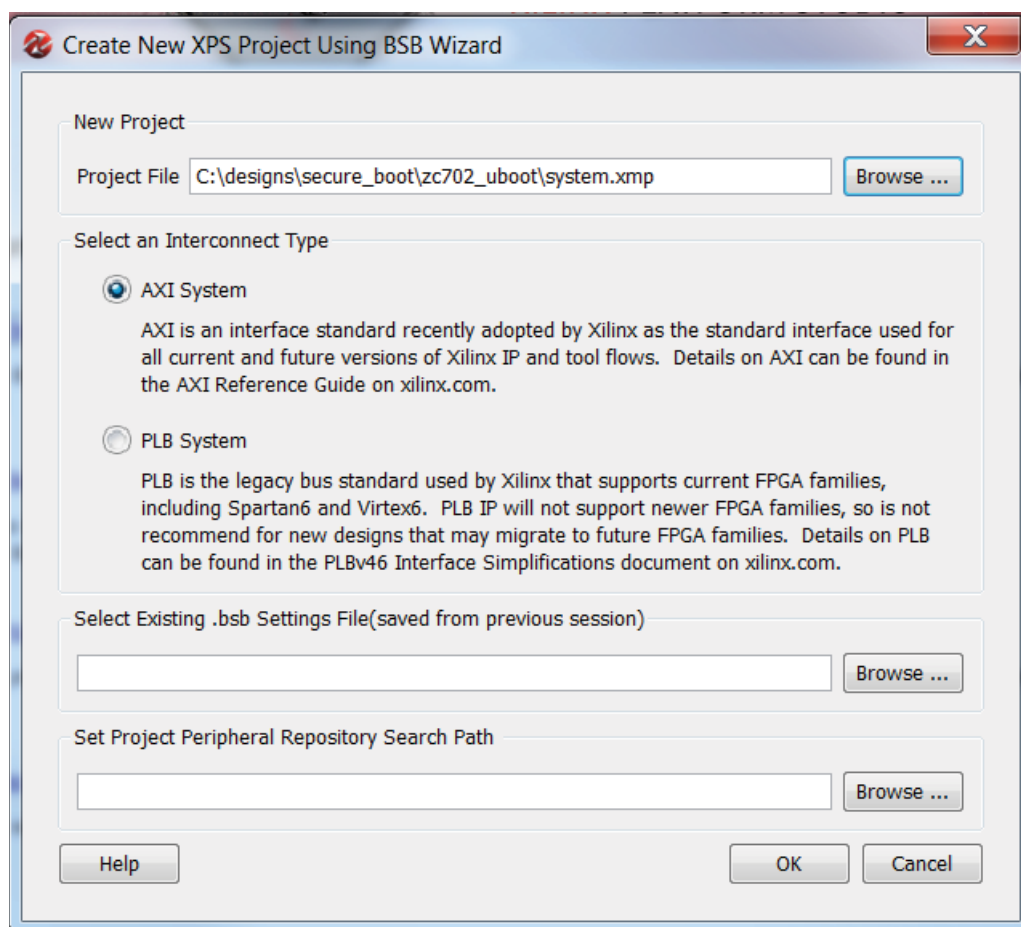 Create New XPS Project Using BSB Wizard
New Project
Project File C:\designs\secure_boot\zc702_uboot\system.xmp Browse ...
Select an Interconnect Type
AXI System
AXI is an interface standard recently adopted by Xilinx as the standard interface used for
all current and future versions of Xilinx IP and tool flows.  Details on AXI can be found in
the AXI Reference Guide on xilinx.com.
PLB System
PLB is the legacy bus standard used by Xilinx that supports current FPGA families,
including Spartan6 and Virtex6.  PLB IP will not support newer FPGA families, so is not
recommend for new designs that may migrate to future FPGA families.  Details on PLB
can be found in the PLBv46 Interface Simplifications document on xilinx.com.
Select Existing .bsb Settings File(saved from previous session)
Browse ...
Set Project Peripheral Repository Search Path
Browse ...
Help OK Cancel